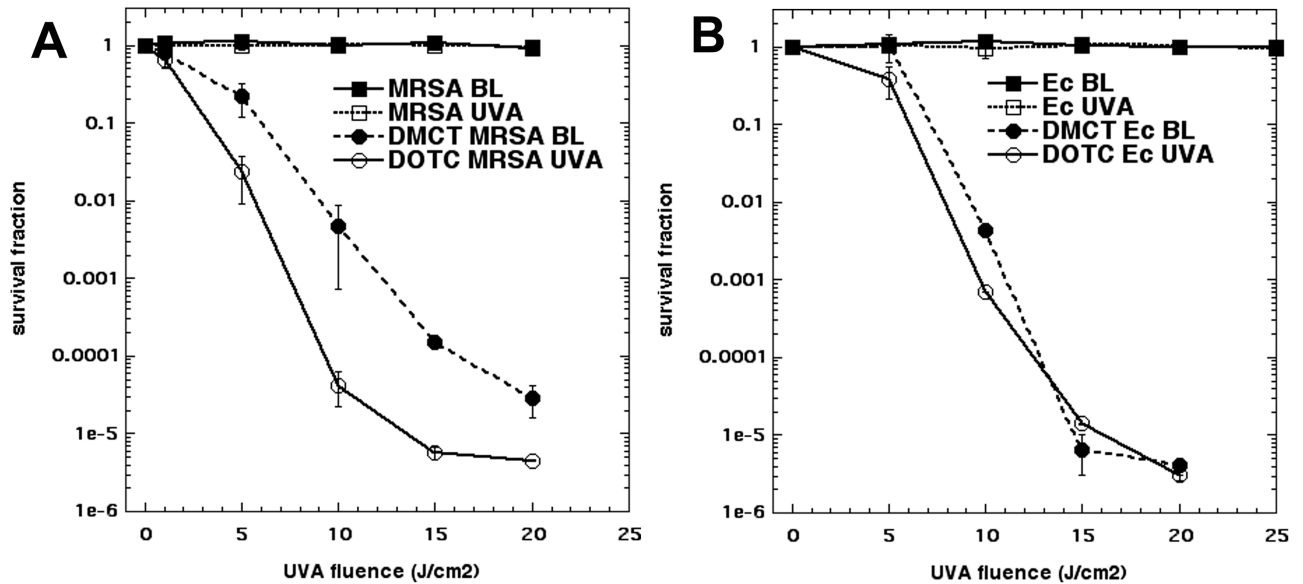 A
MRSA BL
MRSA UVA
DMCT MRSA BL
DOTC MRSA UVA
survival fraction
1
0.1
0.01
0.001
0.0001
1e-5
1e-6
0 5 10 15 20 25
UVA fluence (J/cm2)
B
Ec BL
Ec UVA
DMCT Ec BL
DOTC Ec UVA
survival fraction
1
0.1
0.01
0.001
0.0001
1e-5
1e-6
0 5 10 15 20 25
UVA fluence (J/cm2)